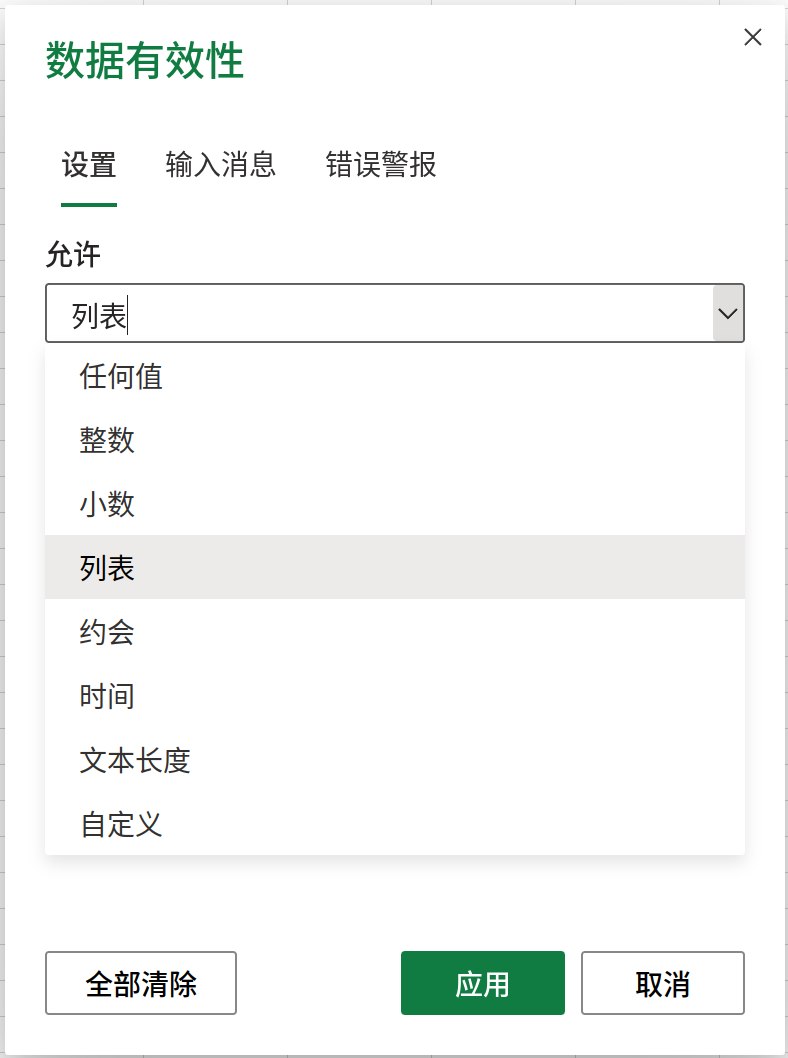 数据有效性
设置 输入消息 错误警报
允许
列表
任何值
整数
小数
列表
约会
时间
文本长度
自定义
全部清除 应用 取消